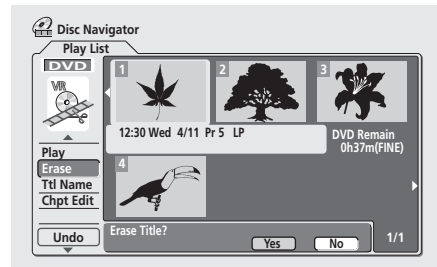 Disc Navigator
Play List
DVD
VR
1
2
3
12:30 Wed 4/11 Pr 5 LP
DVD Remain
0h37m(FINE)
4
Play
Erase
Ttl Name
Chpt Edit
Undo
Erase Title?
Yes
No
1/1